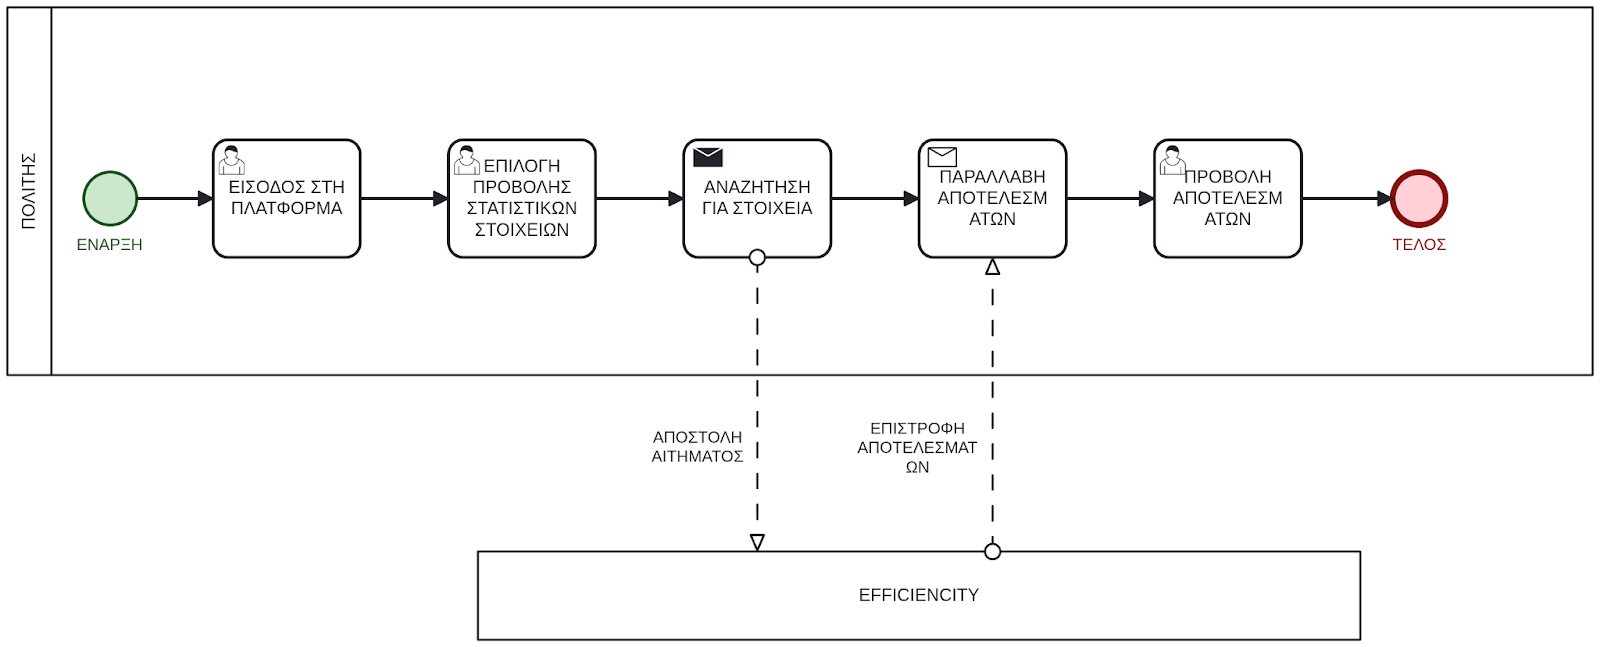 ΠΟΛΙΤΗΣ
ΕΝΑΡΞΗ
ΕΙΣΟΔΟΣ ΣΤΗ
ΠΛΑΤΦΟΡΜΑ
ΕΠΙΛΟΓΗ
ΠΡΟΒΟΛΗΣ
ΣΤΑΤΙΣΤΙΚΩΝ
ΣΤΟΙΧΕΙΩΝ
ΑΝΑΖΗΤΗΣΗ
ΓΙΑ ΣΤΟΙΧΕΙΑ
ΠΑΡΑΛΛΑΒΗ
ΑΠΟΤΕΛΕΣΜ
ΑΤΩΝ
ΠΡΟΒΟΛΗ
ΑΠΟΤΕΛΕΣΜ
ΑΤΩΝ
ΤΕΛΟΣ
ΑΠΟΣΤΟΛΗ
ΑΙΤΗΜΑΤΟΣ
ΕΠΙΣΤΡΟΦΗ
ΑΠΟΤΕΛΕΣΜΑΤ
ΩΝ
EFFICIENCITY